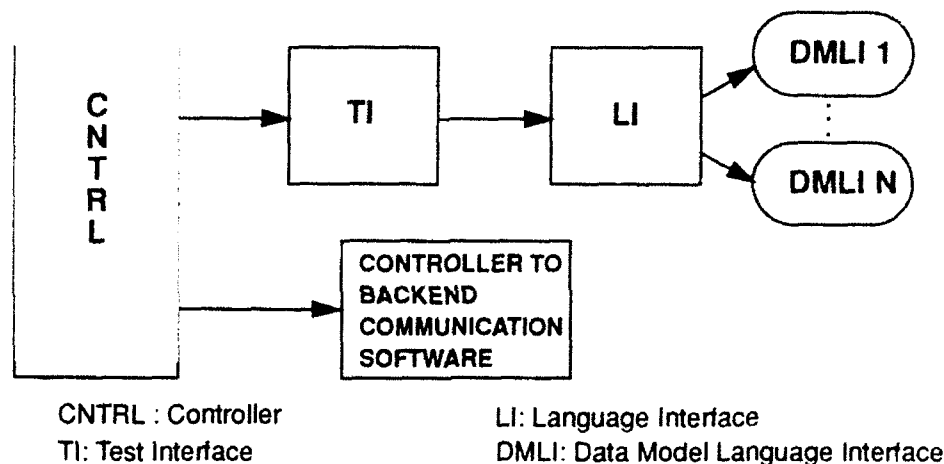 CNTRL
TI
LI
DMLI 1
DMLI N
CONTROLLER TO
BACKEND
COMMUNICATION
SOFTWARE
CNTRL : Controller
LI: Language Interface
TI: Test Interface
DMLI: Data Model Language Interface